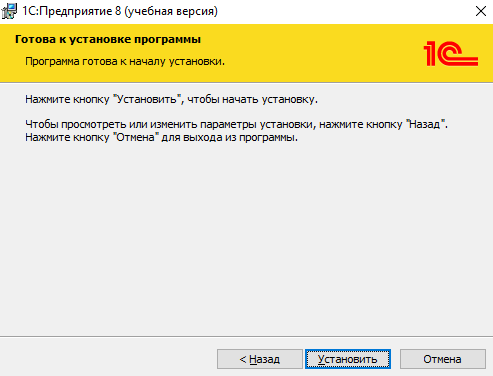 1С:Предприятие 8 (учебная версия)
Готова к установке программы
Программа готова к началу установки.
1С
Нажмите кнопку "Установить", чтобы начать установку.
Чтобы просмотреть или изменить параметры установки, нажмите кнопку "Назад".
Нажмите кнопку "Отмена" для выхода из программы.
< Назад
Установить
Отмена